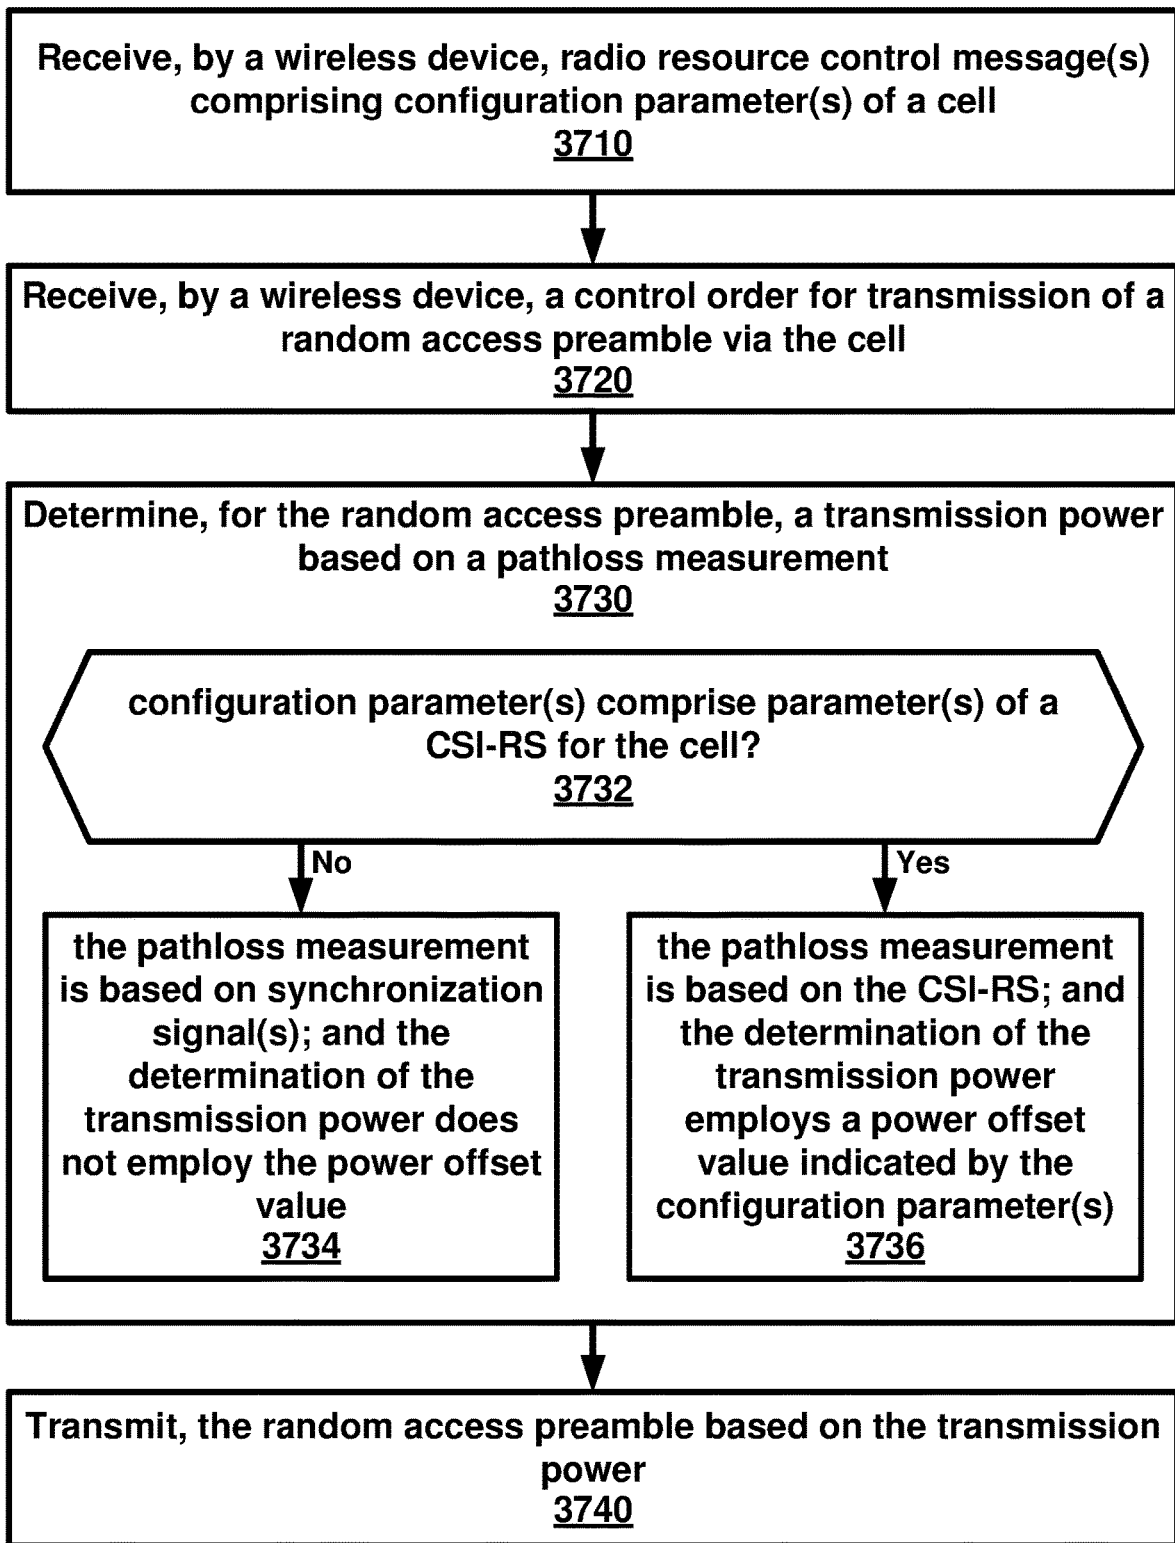 Receive, by a wireless device, radio resource control message(s)
comprising configuration parameter(s) of a cell
3710
Receive, by a wireless device, a control order for transmission of a
random access preamble via the cell
3720
Determine, for the random access preamble, a transmission power
based on a pathloss measurement
3730
configuration parameter(s) comprise parameter(s) of a
CSI-RS for the cell?
3732
No
Yes
the pathloss measurement
is based on synchronization
signal(s); and the
determination of the
transmission power does
not employ the power offset
value
3734
the pathloss measurement
is based on the CSI-RS; and
the determination of the
transmission power
employs a power offset
value indicated by the
configuration parameter(s)
3736
Transmit, the random access preamble based on the transmission
power
3740